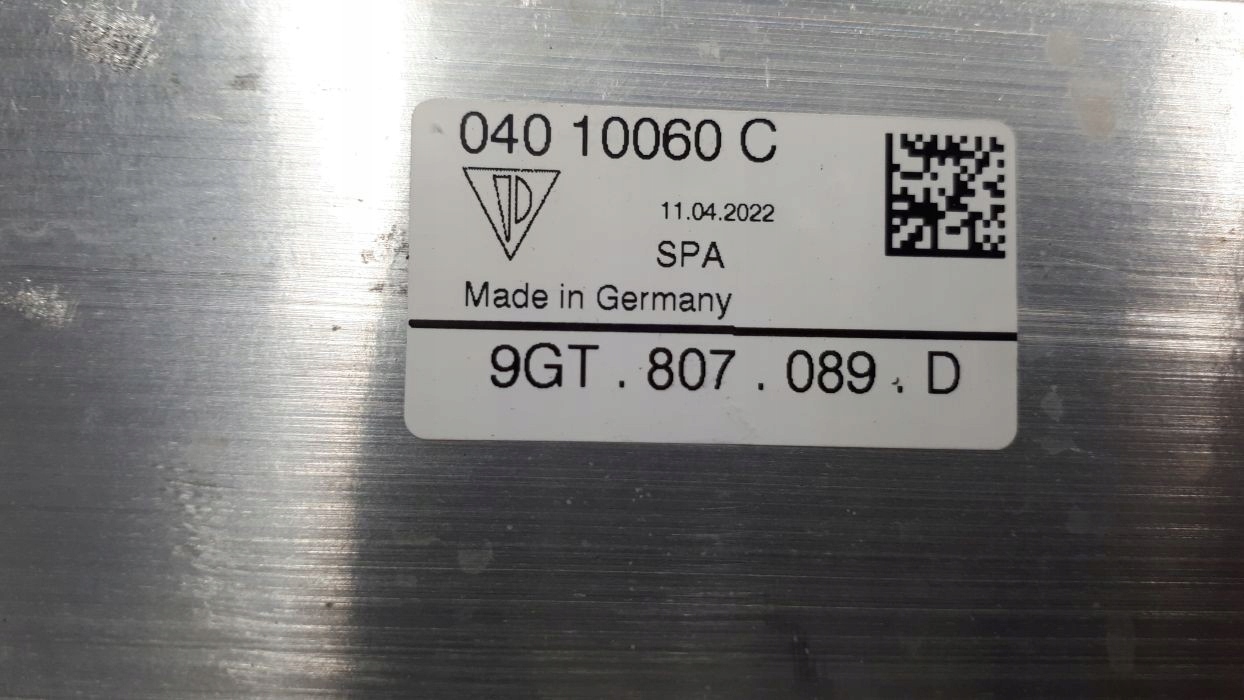 040 10060 C
11.04.2022
SPA
Made in Germany
9GT . 807 . 089 . D